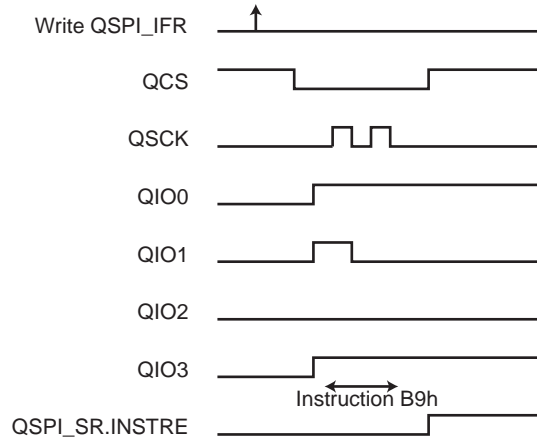 Write QSPI_IFR
QCS
QSCK
QIO0
QIO1
QIO2
QIO3
Instruction B9h
QSPI_SR.INSTRE